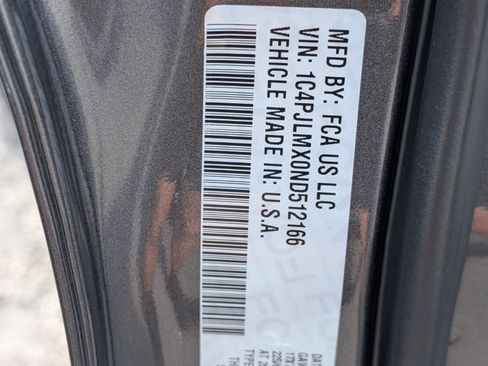 MFD BY: FCA US LLC
VIN: 1C4PJLMX0ND512166
VEHICLE MADE IN: U.S.A.